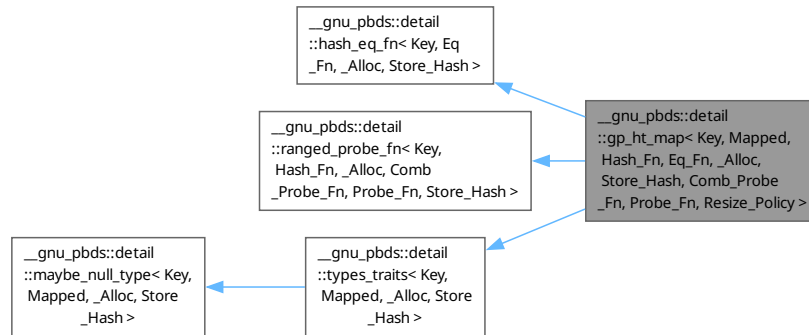 __gnu_pbds::detail
::hash_eq_fn< Key, Eq
_Fn, _Alloc, Store_Hash >
__gnu_pbds::detail
::ranged_probe_fn< Key,
Hash_Fn, _Alloc, Comb
_Probe_Fn, Probe_Fn, Store_Hash >
__gnu_pbds::detail
::gp_ht_map< Key, Mapped,
Hash_Fn, Eq_Fn, _Alloc,
Store_Hash, Comb_Probe
_Fn, Probe_Fn, Resize_Policy >
__gnu_pbds::detail
::maybe_null_type< Key,
Mapped, _Alloc, Store
_Hash >
__gnu_pbds::detail
::types_traits< Key,
Mapped, _Alloc, Store
_Hash >